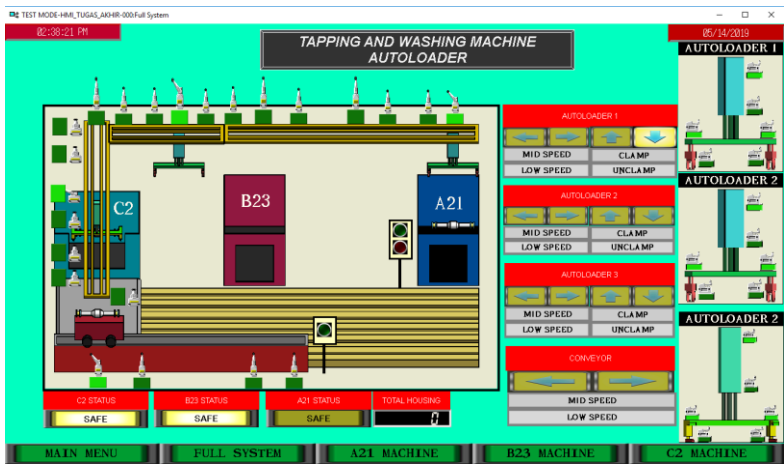 TEST MODE-HMI_TUGAS_AKHIR-000:Full System
02:38:21 PM
TAPPING AND WASHING MACHINE
AUTOLOADER
05/14/2019
AUTOLOADER 1
AUTOLOADER 1
MID SPEED CLAMP
LOW SPEED UNCLAMP
C2
B23
A21
AUTOLOADER 2
AUTOLOADER 2
MID SPEED CLAMP
LOW SPEED UNCLAMP
AUTOLOADER 3
MID SPEED CLAMP
LOW SPEED UNCLAMP
AUTOLOADER 2
CONVEYOR
MID SPEED
LOW SPEED
C2 STATUS B23 STATUS A21 STATUS TOTAL HOUSING
SAFE SAFE SAFE 0
MAIN MENU FULL SYSTEM A21 MACHINE B23 MACHINE C2 MACHINE